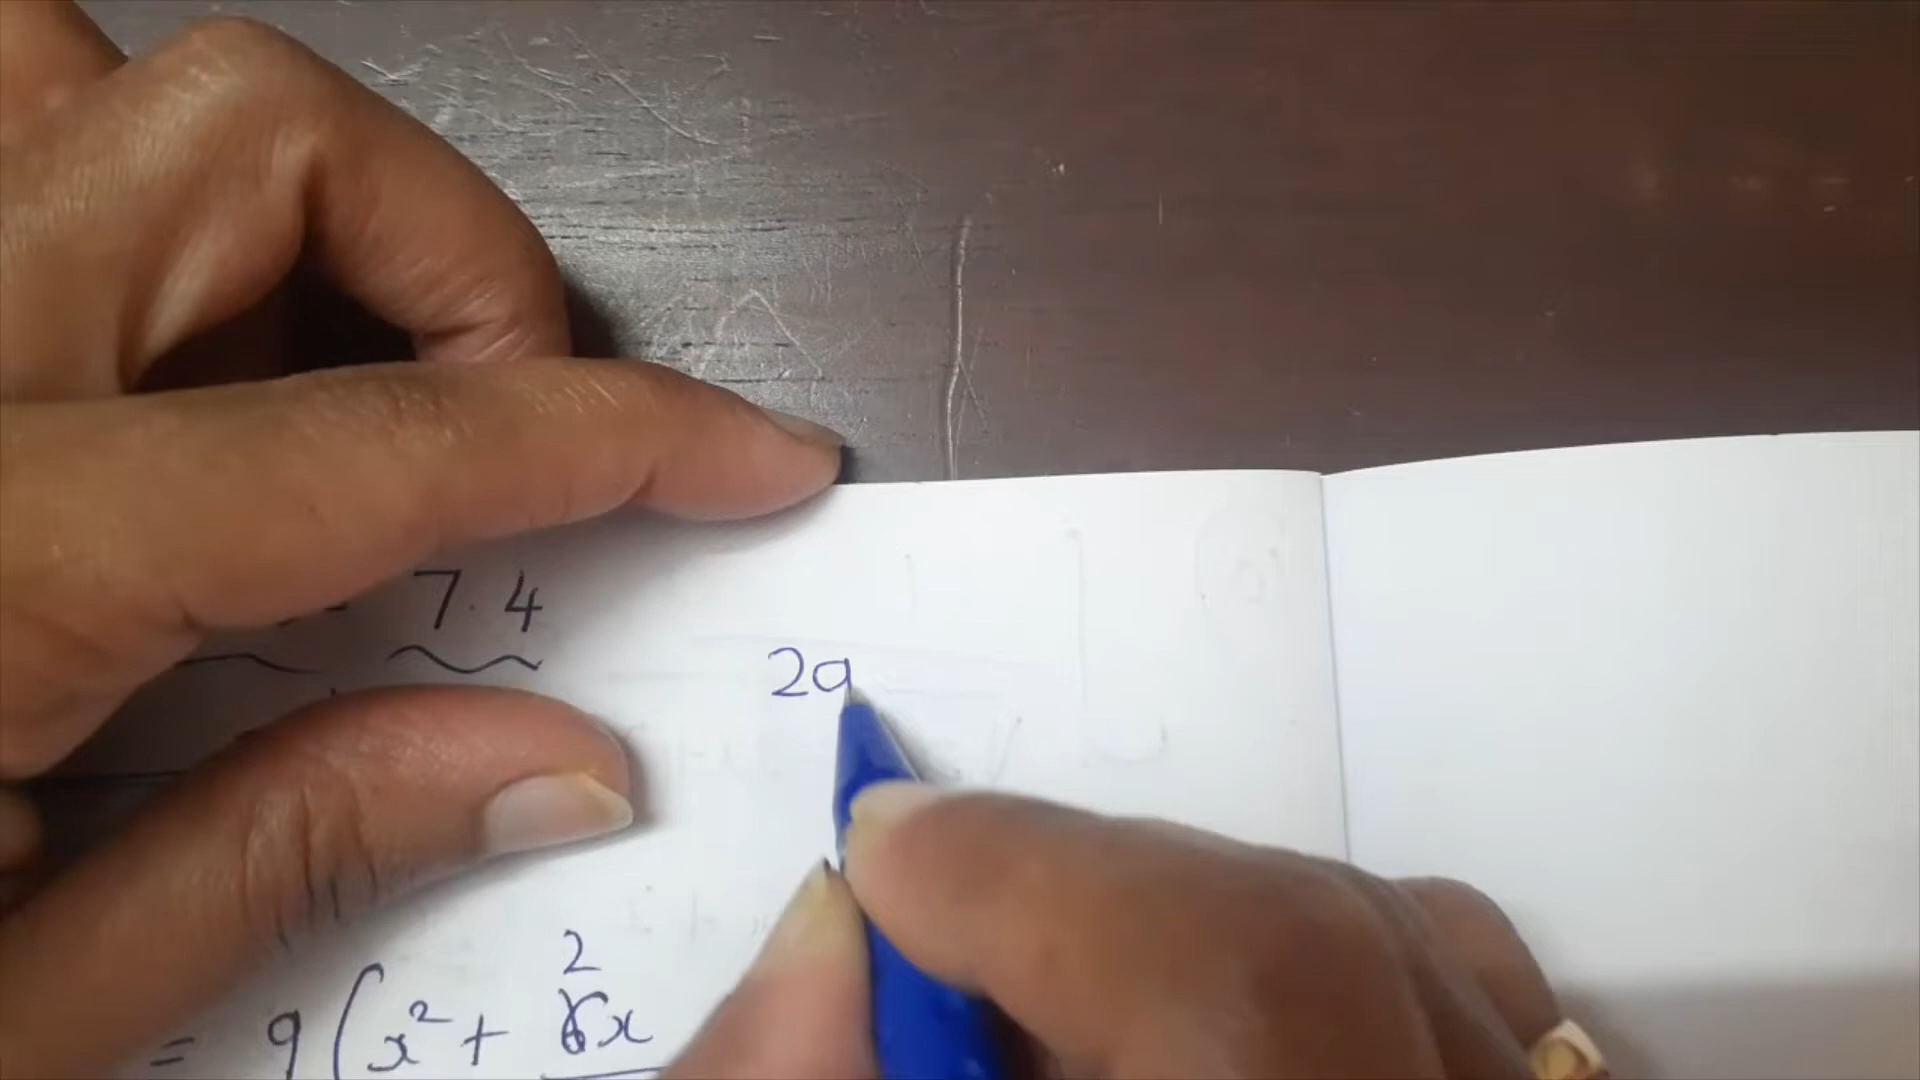 7.4
2a
2
= 9(x² + 6x